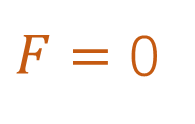 F = 0